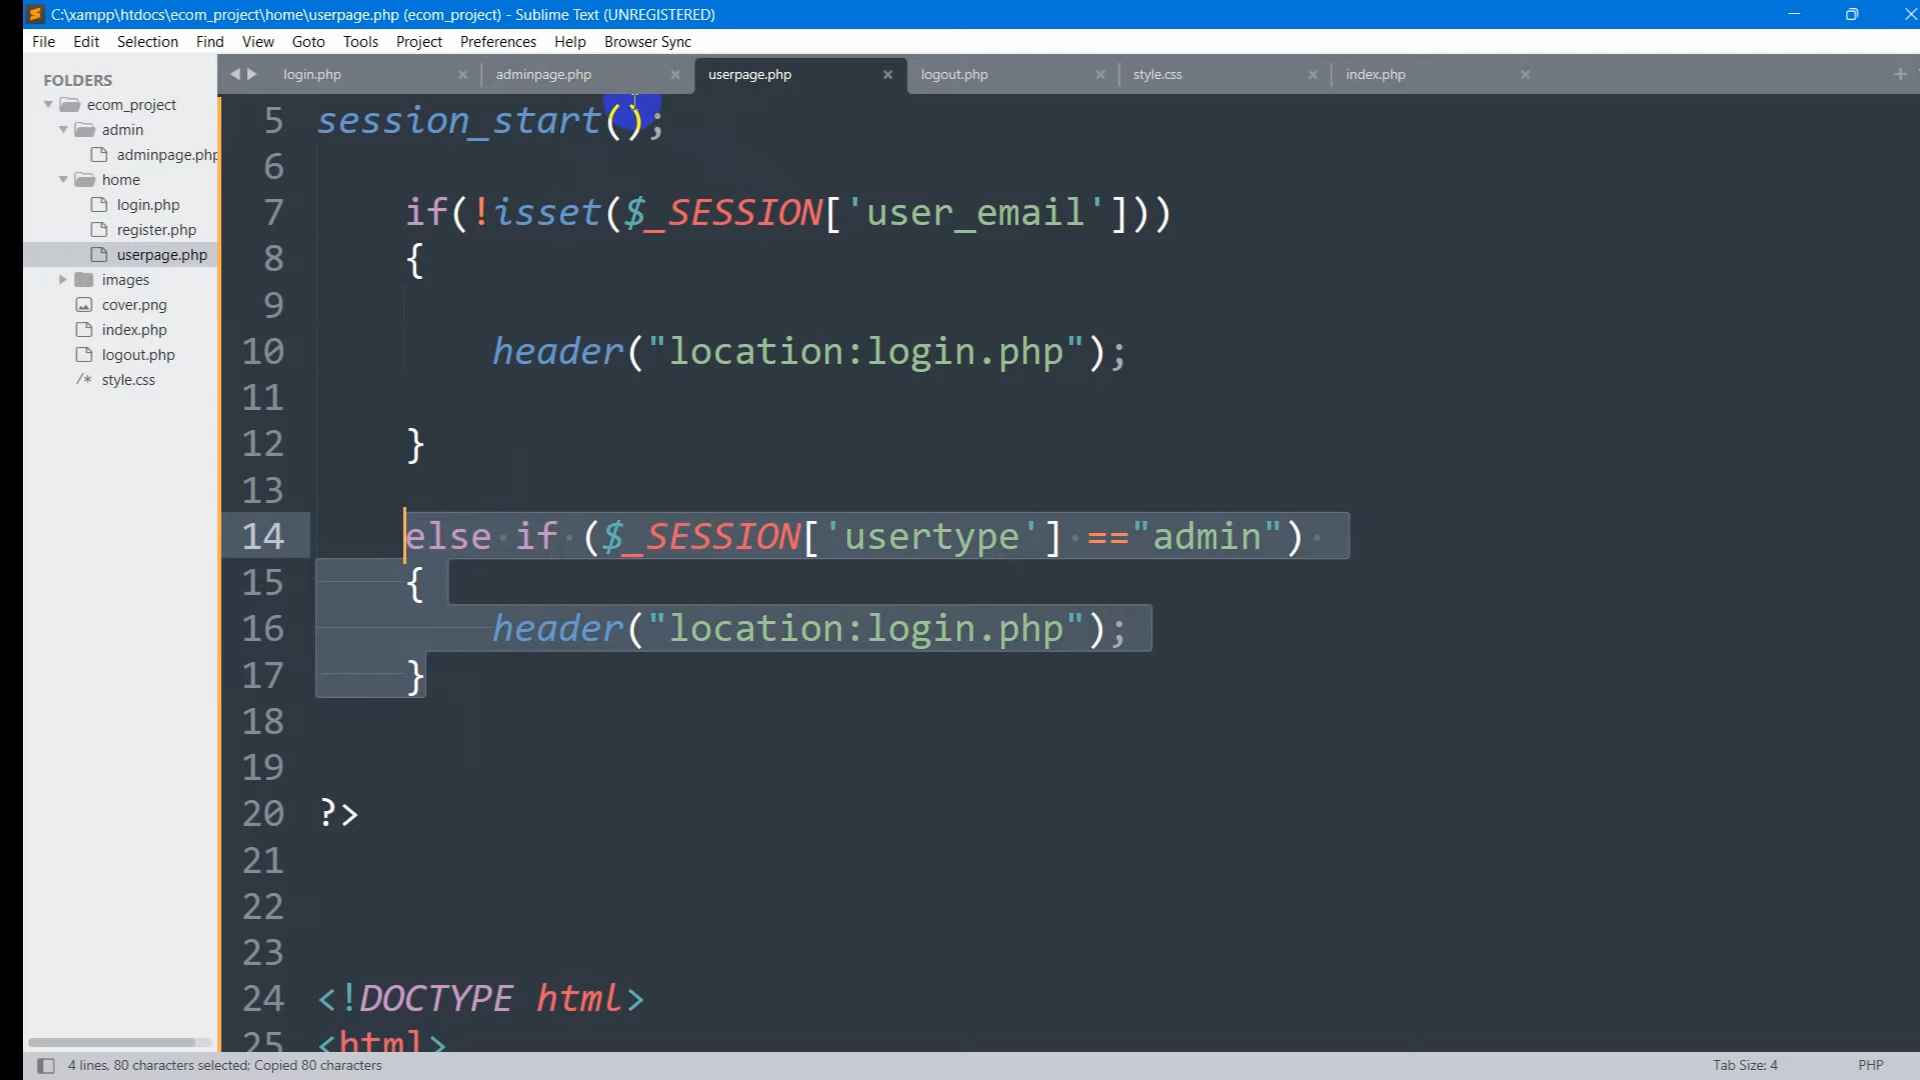 C:\xampp\htdocs\ecom_project\home\userpage.php (ecom_project) - Sublime Text (UNREGISTERED)
File Edit Selection Find View Goto Tools Project Preferences Help Browser Sync
FOLDERS
ecom_project
admin
adminpage.php
home
login.php
register.php
userpage.php
images
cover.png
index.php
logout.php
/* style.css
login.php adminpage.php userpage.php logout.php style.css index.php
5 session_start();
6
7 if(!isset($_SESSION['user_email']))
8 {
9
10 header("location:login.php");
11
12 }
13
14 else if ($_SESSION['usertype'] =="admin")
15 {
16 header("location:login.php");
17 }
18
19
20 ?>
21
22
23
24 <!DOCTYPE html>
25 <html>
4 lines, 80 characters selected; Copied 80 characters
Tab Size: 4 PHP